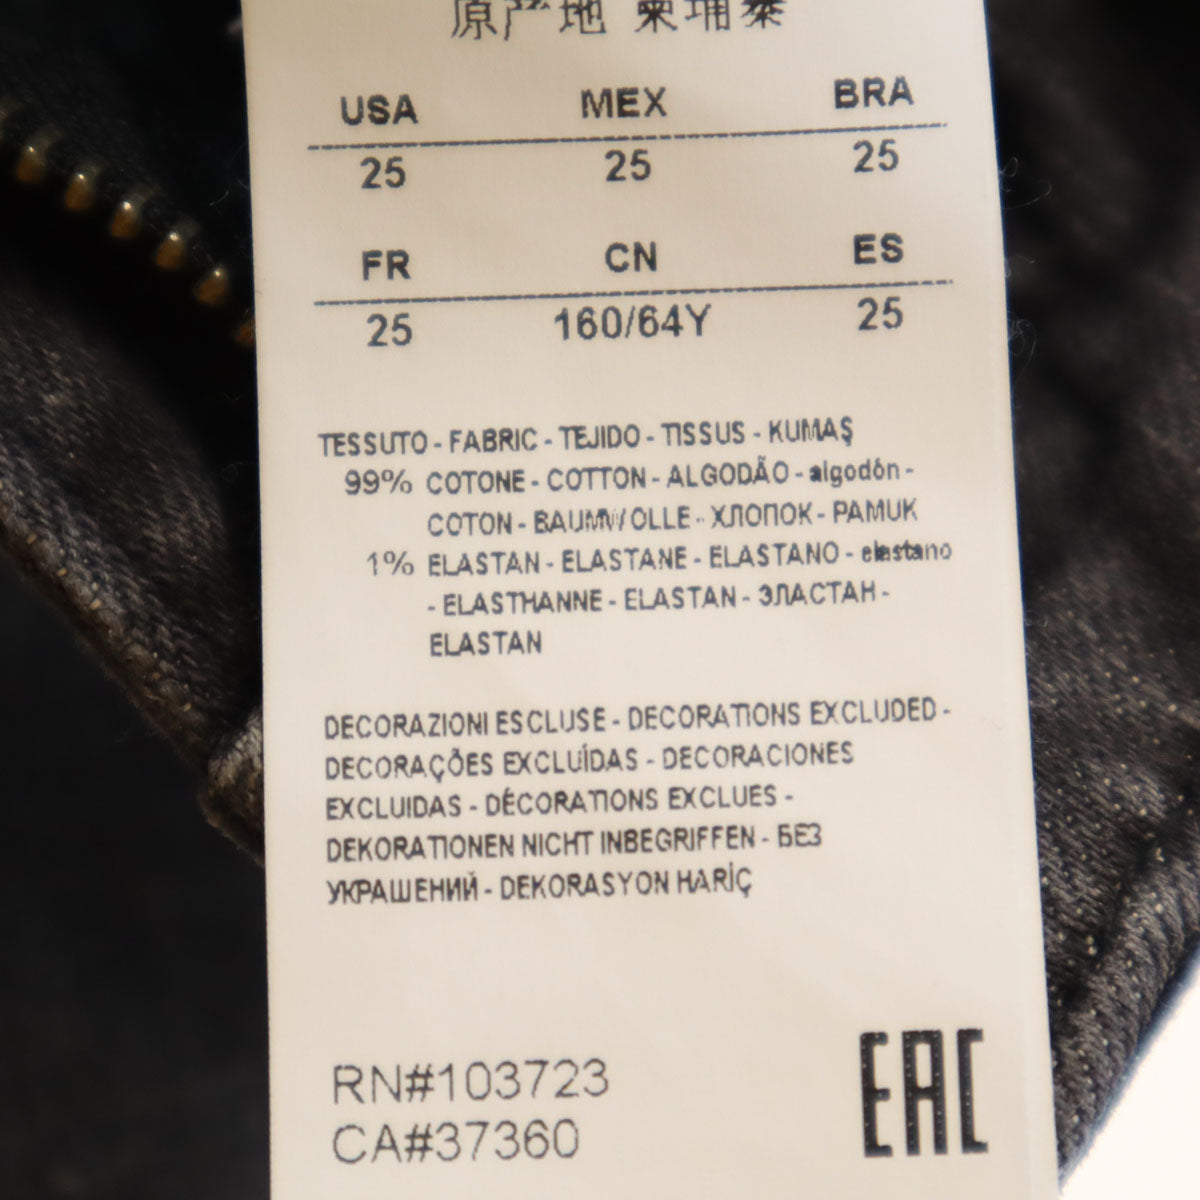 原产地 柬埔寨
USA MEX BRA
25 25 25
FR CN ES
25 160/64Y 25
TESSUTO - FABRIC - TEJIDO - TISSUS - KUMAŞ
99% COTONE - COTTON - ALGODÃO - algodón -
COTON - BAUMWOLLE - ХЛОПОК - PAMUK
1% ELASTAN - ELASTANE - ELASTANO - elastano
- ELASTHANNE - ELASTAN - ЭЛАСТАН -
ELASTAN
DECORAZIONI ESCLUSE - DECORATIONS EXCLUDED -
DECORAÇÕES EXCLUÍDAS - DECORACIONES
EXCLUIDAS - DÉCORATIONS EXCLUES -
DEKORATIONEN NICHT INBEGRIFFEN - БЕЗ
УКРАШЕНИЙ - DEKORASYON HARİÇ
RN#103723
CA#37360
EAC